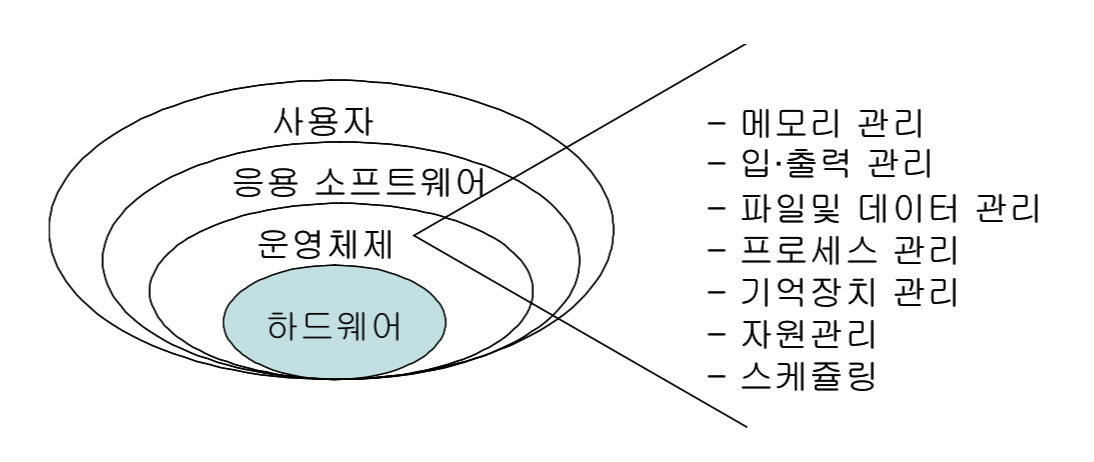 사용자
응용 소프트웨어
운영체제
하드웨어
- 메모리 관리
- 입·출력 관리
- 파일및 데이터 관리
- 프로세스 관리
- 기억장치 관리
- 자원관리
- 스케쥴링